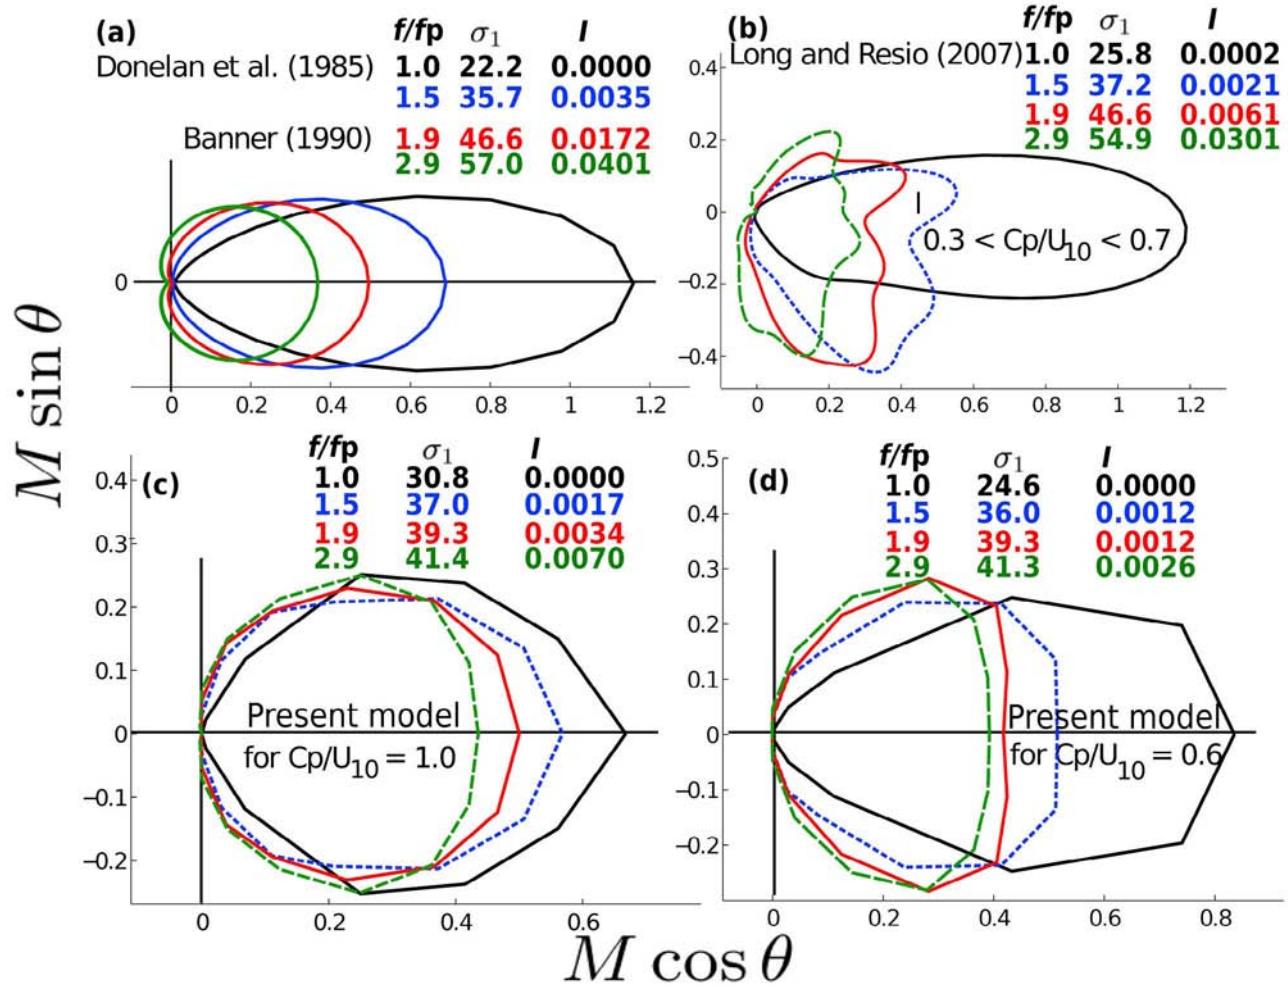 (a)
f/fp σ1 I
Donelan et al. (1985) 1.0 22.2 0.0000
1.5 35.7 0.0035
Banner (1990) 1.9 46.6 0.0172
2.9 57.0 0.0401
0
0 0.2 0.4 0.6 0.8 1 1.2
(b)
f/fp σ1 I
Long and Resio (2007) 1.0 25.8 0.0002
1.5 37.2 0.0021
1.9 46.6 0.0061
2.9 54.9 0.0301
0.4
0.2
0
−0.2
−0.4
I
0.3 < Cp/U10 < 0.7
0 0.2 0.4 0.6 0.8 1.0 1.2
M sin θ
(c)
f/fp σ1 I
1.0 30.8 0.0000
1.5 37.0 0.0017
1.9 39.3 0.0034
2.9 41.4 0.0070
0.4
0.3
0.2
0.1
0
−0.1
−0.2
Present model
for Cp/U10 = 1.0
0 0.2 0.4 0.6
(d)
f/fp σ1 I
1.0 24.6 0.0000
1.5 36.0 0.0012
1.9 39.3 0.0012
2.9 41.3 0.0026
0.5
0.4
0.3
0.2
0.1
0
−0.1
−0.2
Present model
for Cp/U10 = 0.6
0 0.2 0.4 0.6 0.8
M cos θ